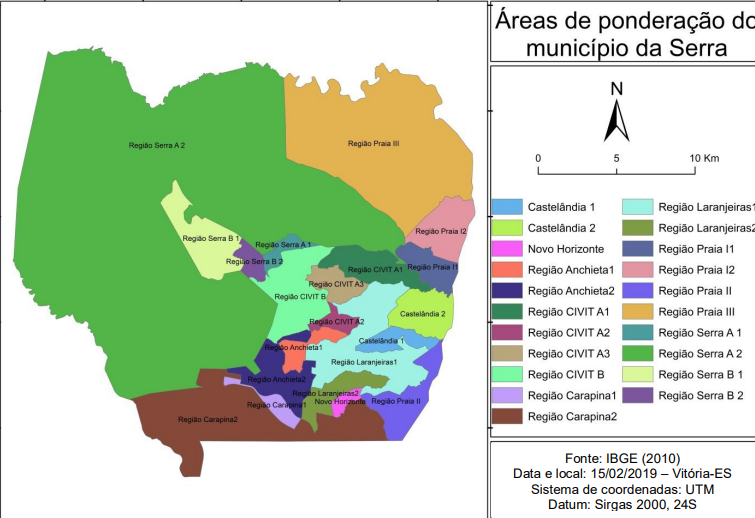 Áreas de ponderação do
município da Serra
N
0 5 10 Km
Castelândia 1
Castelândia 2
Novo Horizonte
Região Anchieta1
Região Anchieta2
Região CIVIT A1
Região CIVIT A2
Região CIVIT A3
Região CIVIT B
Região Carapina1
Região Carapina2
Região Laranjeiras1
Região Laranjeiras2
Região Praia I1
Região Praia I2
Região Praia II
Região Praia III
Região Serra A 1
Região Serra A 2
Região Serra B 1
Região Serra B 2
Fonte: IBGE (2010)
Data e local: 15/02/2019 – Vitória-ES
Sistema de coordenadas: UTM
Datum: Sirgas 2000, 24S
Região Serra A 2
Região Praia III
Região Praia I2
Região Serra B 1
Região Serra A 1
Região Serra B 2
Região CIVIT A1
Região Praia I1
Região CIVIT A3
Região CIVIT B
Castelândia 2
Região CIVIT A2
Castelândia 1
Região Anchieta1
Região Laranjeiras1
Região Anchieta2
Região Laranjeiras2
Novo Horizonte
Região Praia II
Região Carapina1
Região Carapina2